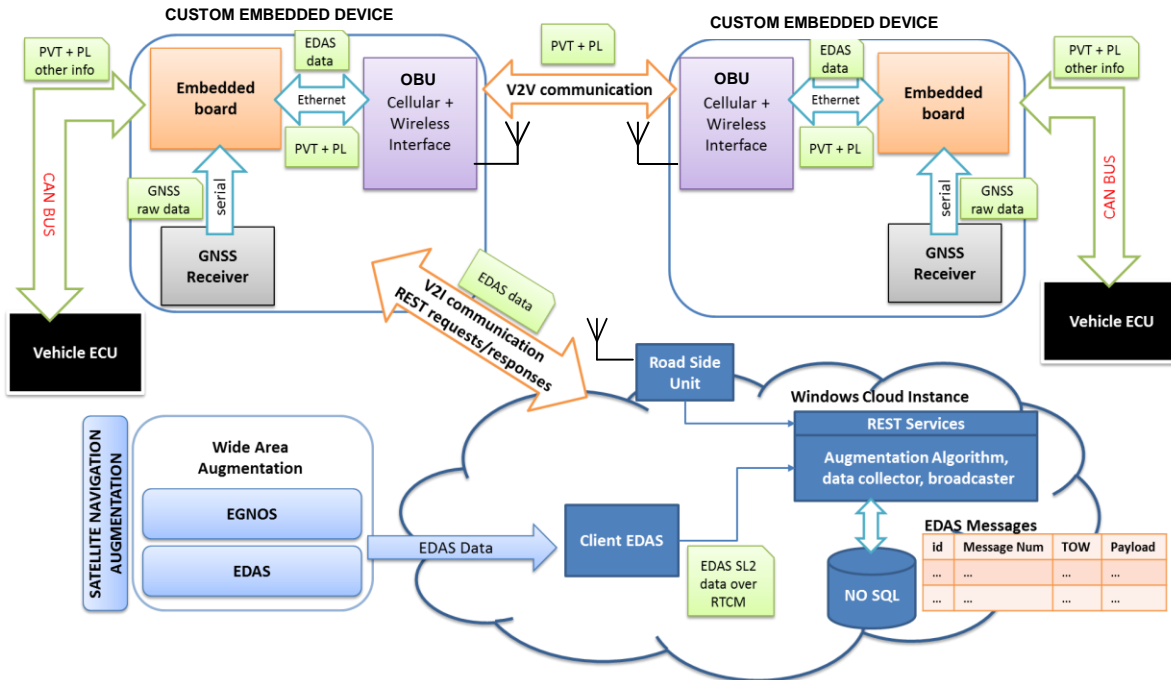 CUSTOM EMBEDDED DEVICE
PVT + PL
other info
EDAS
data
Embedded
board
Ethernet
PVT + PL
OBU
Cellular +
Wireless
Interface
GNSS
raw data
serial
GNSS
Receiver
CAN BUS
Vehicle ECU
PVT + PL
V2V communication
CUSTOM EMBEDDED DEVICE
OBU
Cellular +
Wireless
Interface
EDAS
data
Ethernet
PVT + PL
Embedded
board
PVT + PL
other info
serial
GNSS
raw data
GNSS
Receiver
CAN BUS
Vehicle ECU
EDAS data
V2I communication
REST requests/responses
Road Side
Unit
Windows Cloud Instance
REST Services
Augmentation Algorithm,
data collector, broadcaster
SATELLITE NAVIGATION
AUGMENTATION
Wide Area
Augmentation
EGNOS
EDAS
EDAS Data
Client EDAS
EDAS SL2
data over
RTCM
NO SQL
EDAS Messages
id Message Num TOW Payload
... ... ... ...
... ... ... ...